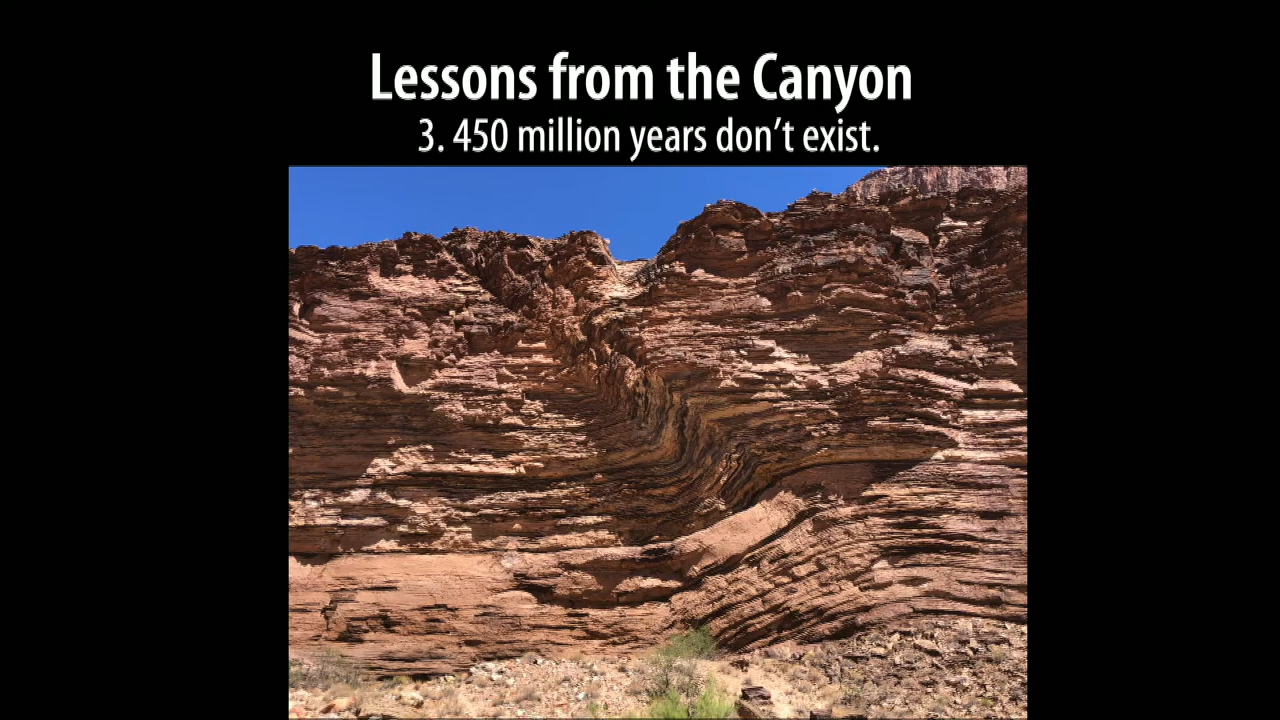 Lessons from the Canyon
3. 450 million years don’t exist.